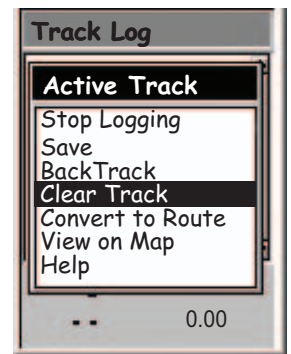 Track Log
Active Track
Stop Logging
Save
BackTrack
Clear Track
Convert to Route
View on Map
Help
- - 0.00